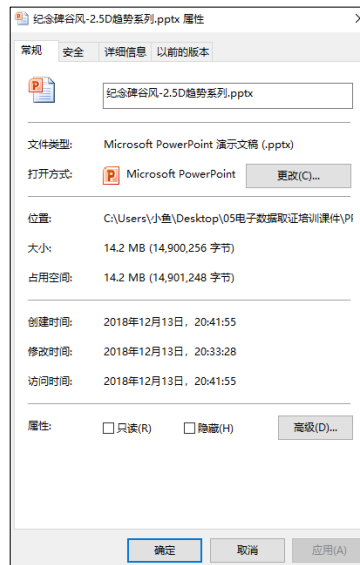 纪念碑谷风-2.5D趋势系列.pptx 属性
常规 安全 详细信息 以前的版本
纪念碑谷风-2.5D趋势系列.pptx
文件类型: Microsoft PowerPoint 演示文稿 (.pptx)
打开方式: Microsoft PowerPoint 更改(C)...
位置: C:\Users\小鱼\Desktop\05电子数据取证培训课件\PF
大小: 14.2 MB (14,900,256 字节)
占用空间: 14.2 MB (14,901,248 字节)
创建时间: 2018年12月13日，20:41:55
修改时间: 2018年12月13日，20:33:28
访问时间: 2018年12月13日，20:41:55
属性: 只读(R) 隐藏(H) 高级(D)...
确定 取消 应用(A)